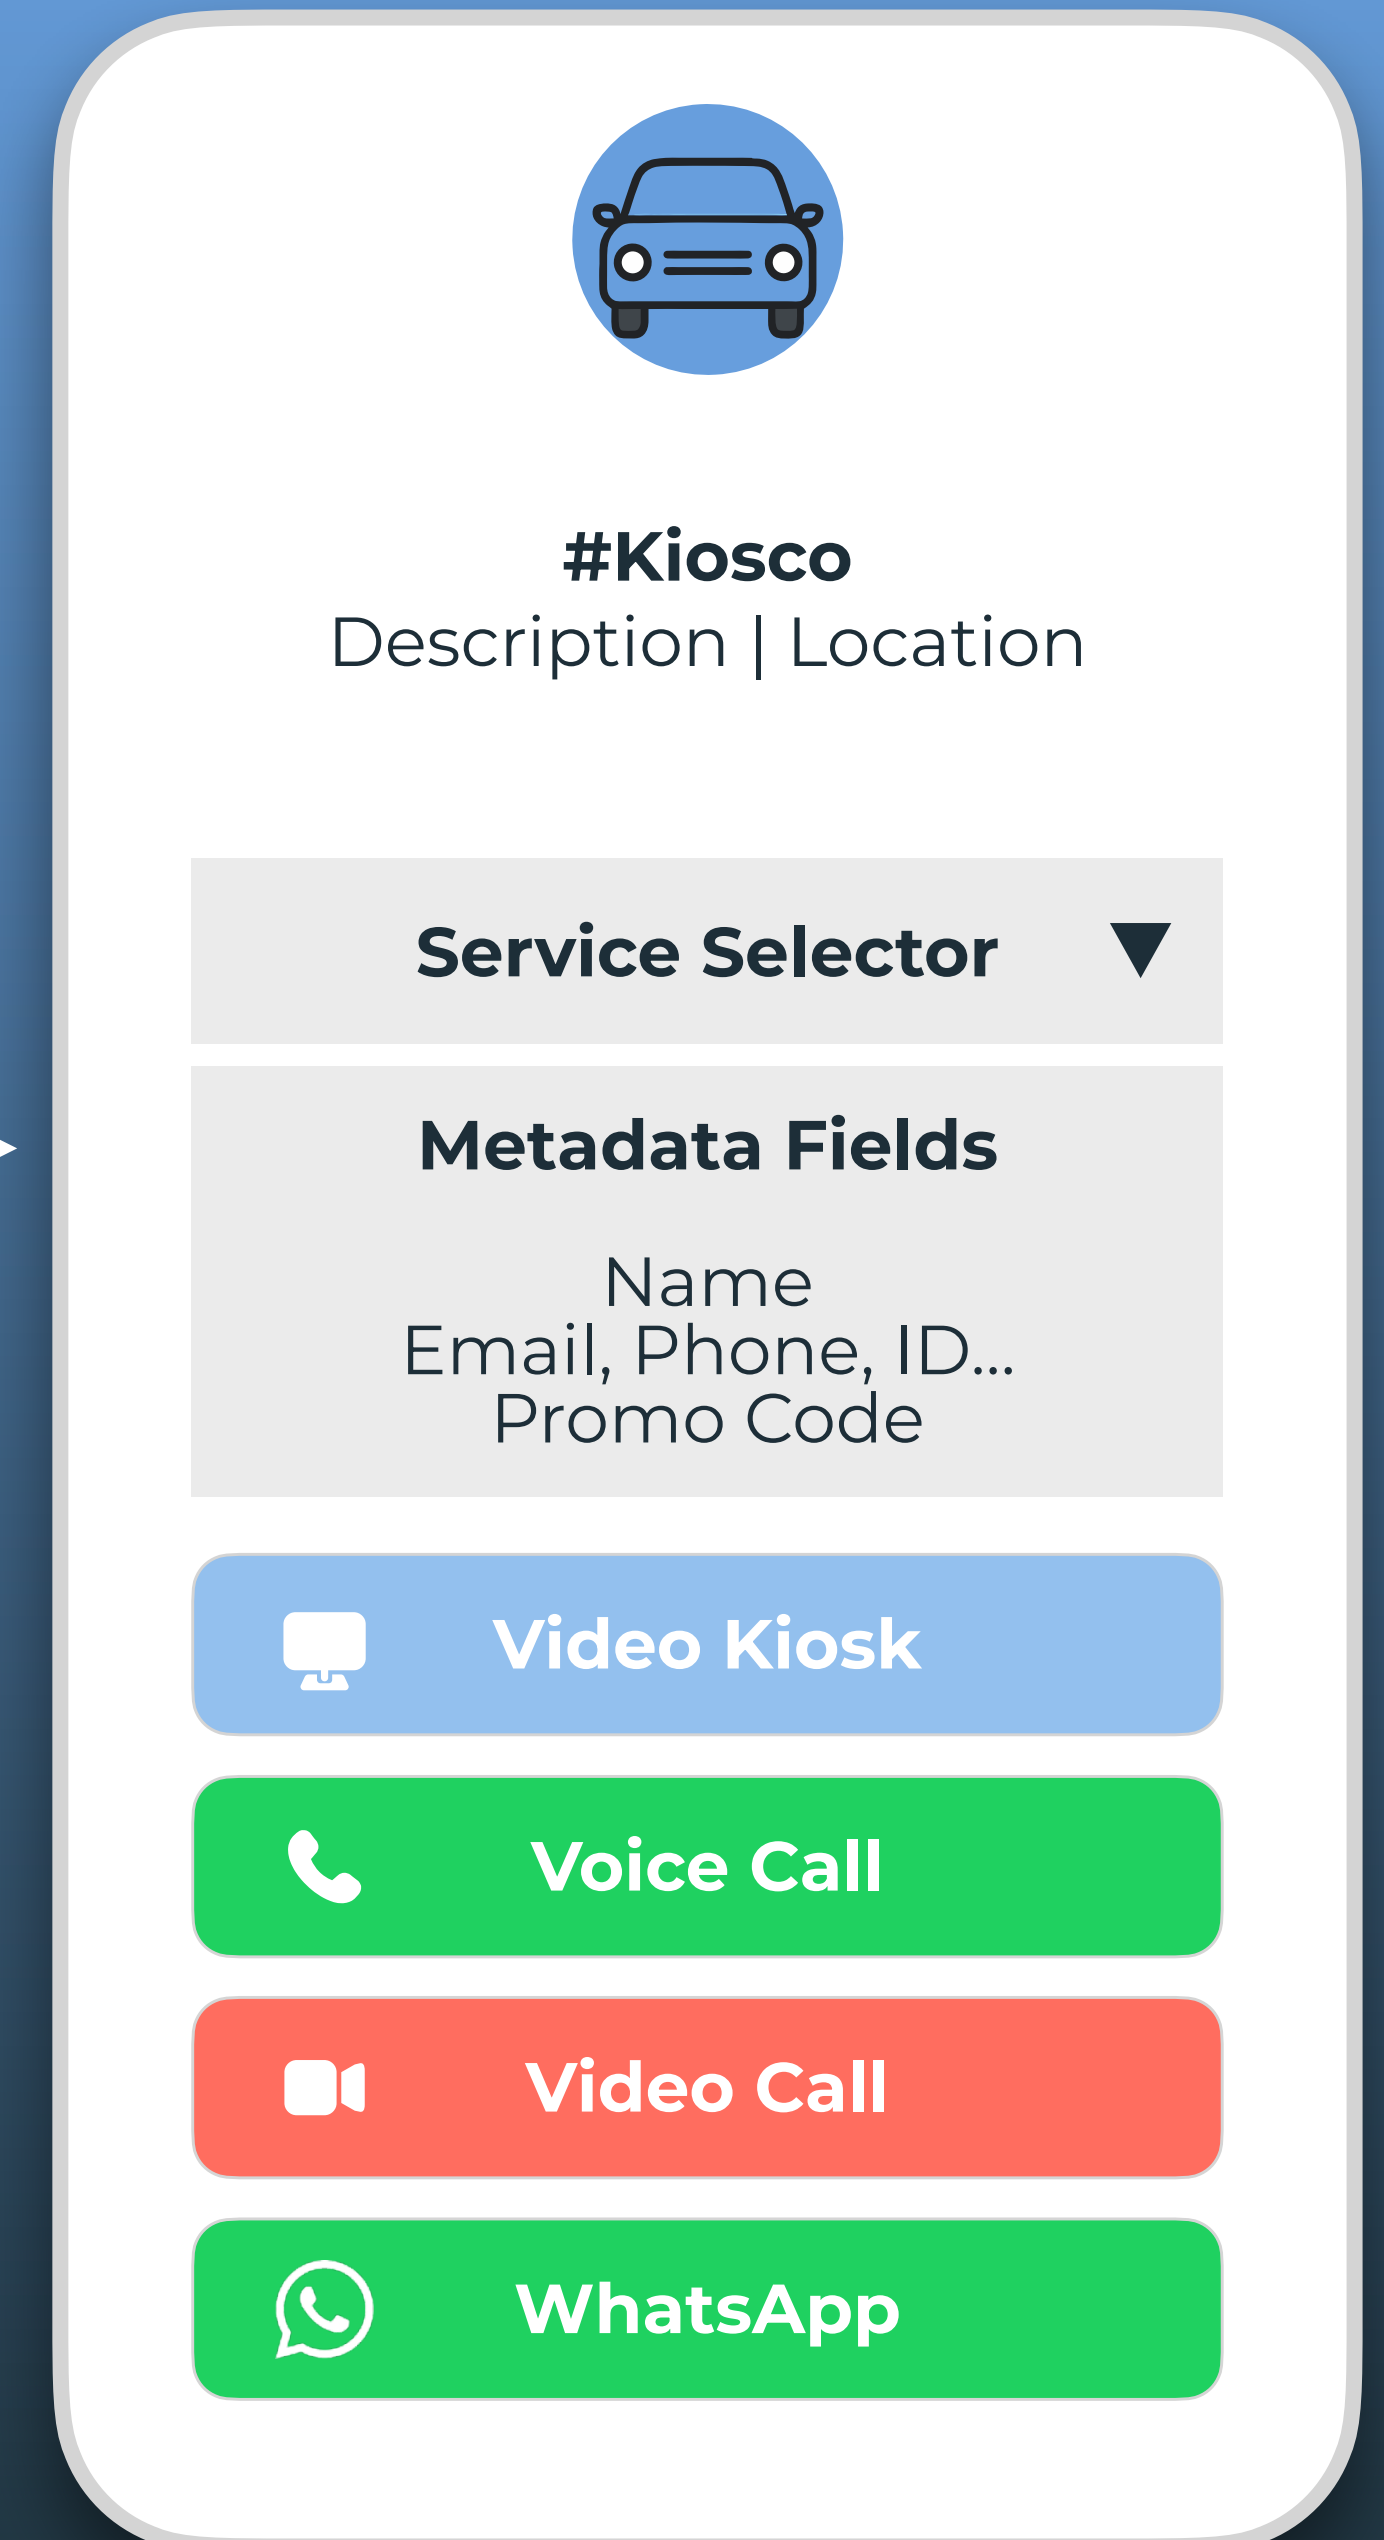 #Kiosco
Description | Location
Service Selector
Metadata Fields
Name
Email, Phone, ID...
Promo Code
Video Kiosk
Voice Call
Video Call
WhatsApp